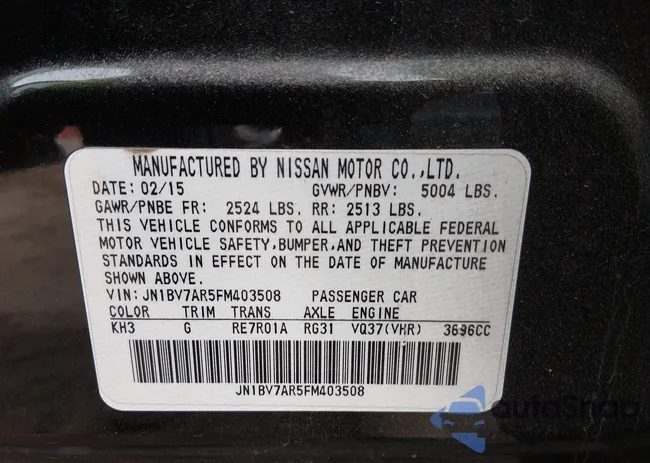 MANUFACTURED BY NISSAN MOTOR CO.,LTD.
DATE: 02/15 GVWR/PNBV: 5004 LBS.
GAWR/PNBE FR: 2524 LBS. RR: 2513 LBS.
THIS VEHICLE CONFORMS TO ALL APPLICABLE FEDERAL
MOTOR VEHICLE SAFETY,BUMPER,AND THEFT PREVENTION
STANDARDS IN EFFECT ON THE DATE OF MANUFACTURE
SHOWN ABOVE.
VIN: JN1BV7AR5FM403508 PASSENGER CAR
COLOR TRIM TRANS AXLE ENGINE
KH3 G RE7R01A RG31 VQ37(VHR) 3696CC
JN1BV7AR5FM403508
autoSnap